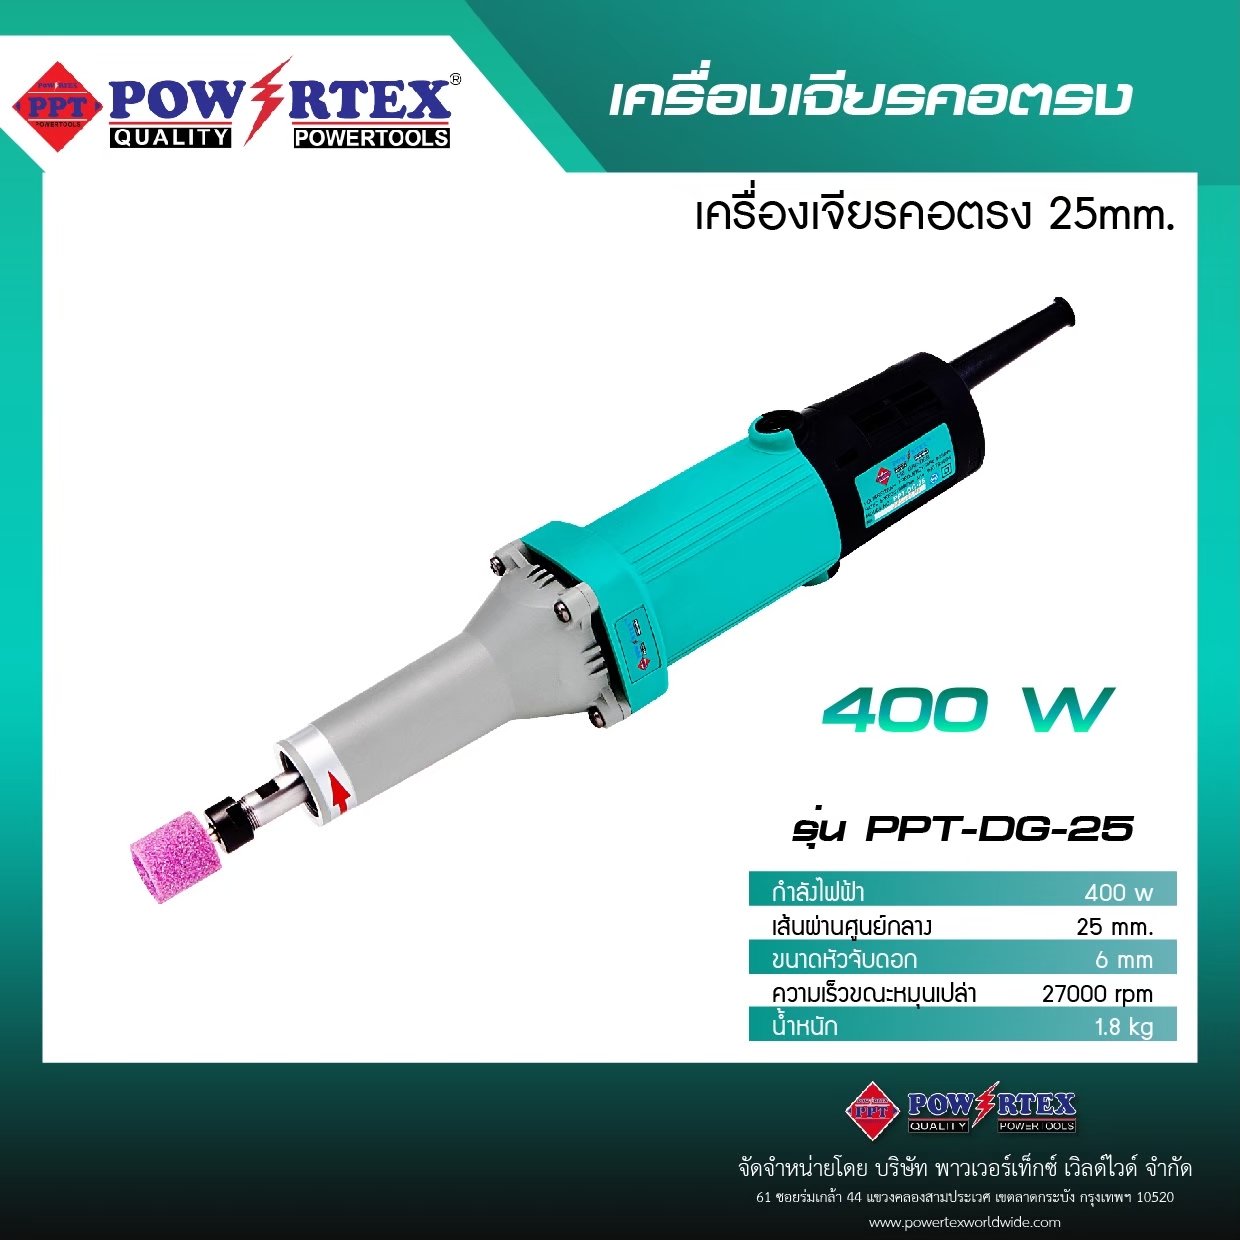 POWERTEX®
PPT
POWERTOOLS
QUALITY POWERTOOLS
เครื่องเจียรคอตรง
เครื่องเจียรคอตรง 25mm.
PPT-DG-25
400 W
รุ่น PPT-DG-25
กำลังไฟฟ้า 400 w
เส้นผ่านศูนย์กลาง 25 mm.
ขนาดหัวจับดอก 6 mm
ความเร็วขณะหมุนเปล่า 27000 rpm
น้ำหนัก 1.8 kg
PPT POWERTEX
QUALITY POWERTOOLS
จัดจำหน่ายโดย บริษัท พาวเวอร์เท็กซ์ เวิลด์ไวด์ จำกัด
61 ซอยร่มเกล้า 44 แขวงคลองสามประเวศ เขตลาดกระบัง กรุงเทพฯ 10520
www.powertexworldwide.com